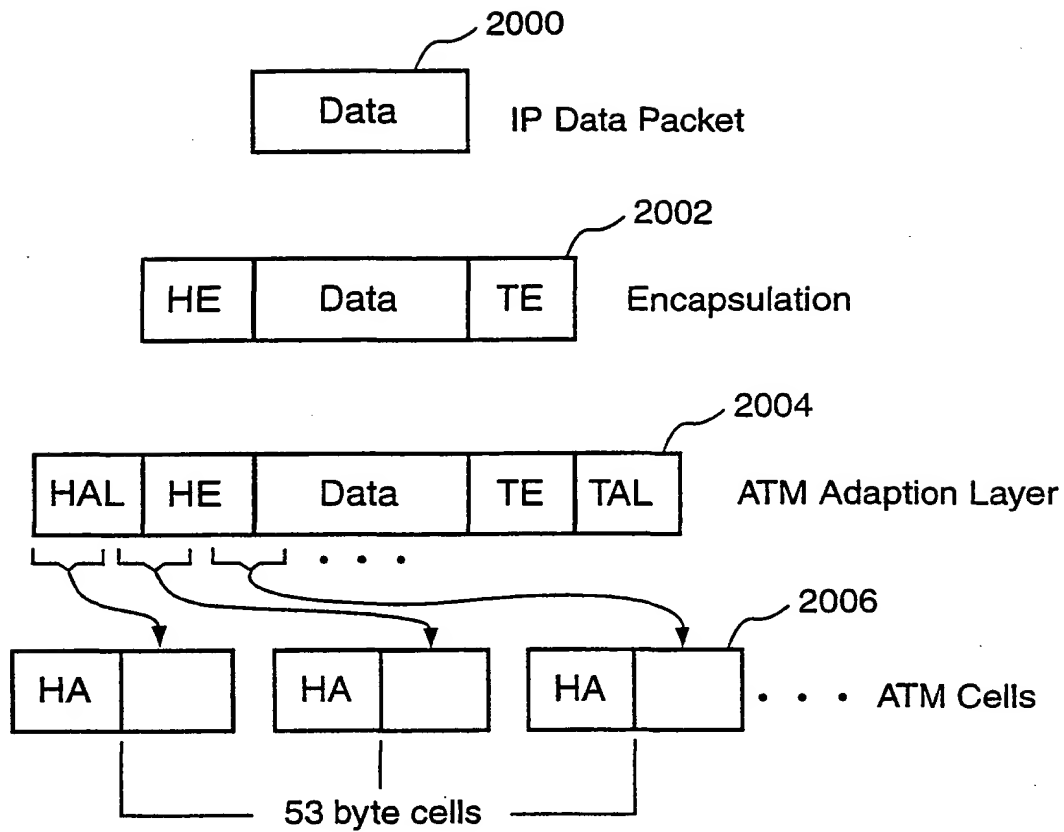 2000
Data
IP Data Packet
2002
HE Data TE
Encapsulation
2004
HAL HE Data TE TAL
ATM Adaption Layer
2006
HA HA HA
ATM Cells
53 byte cells